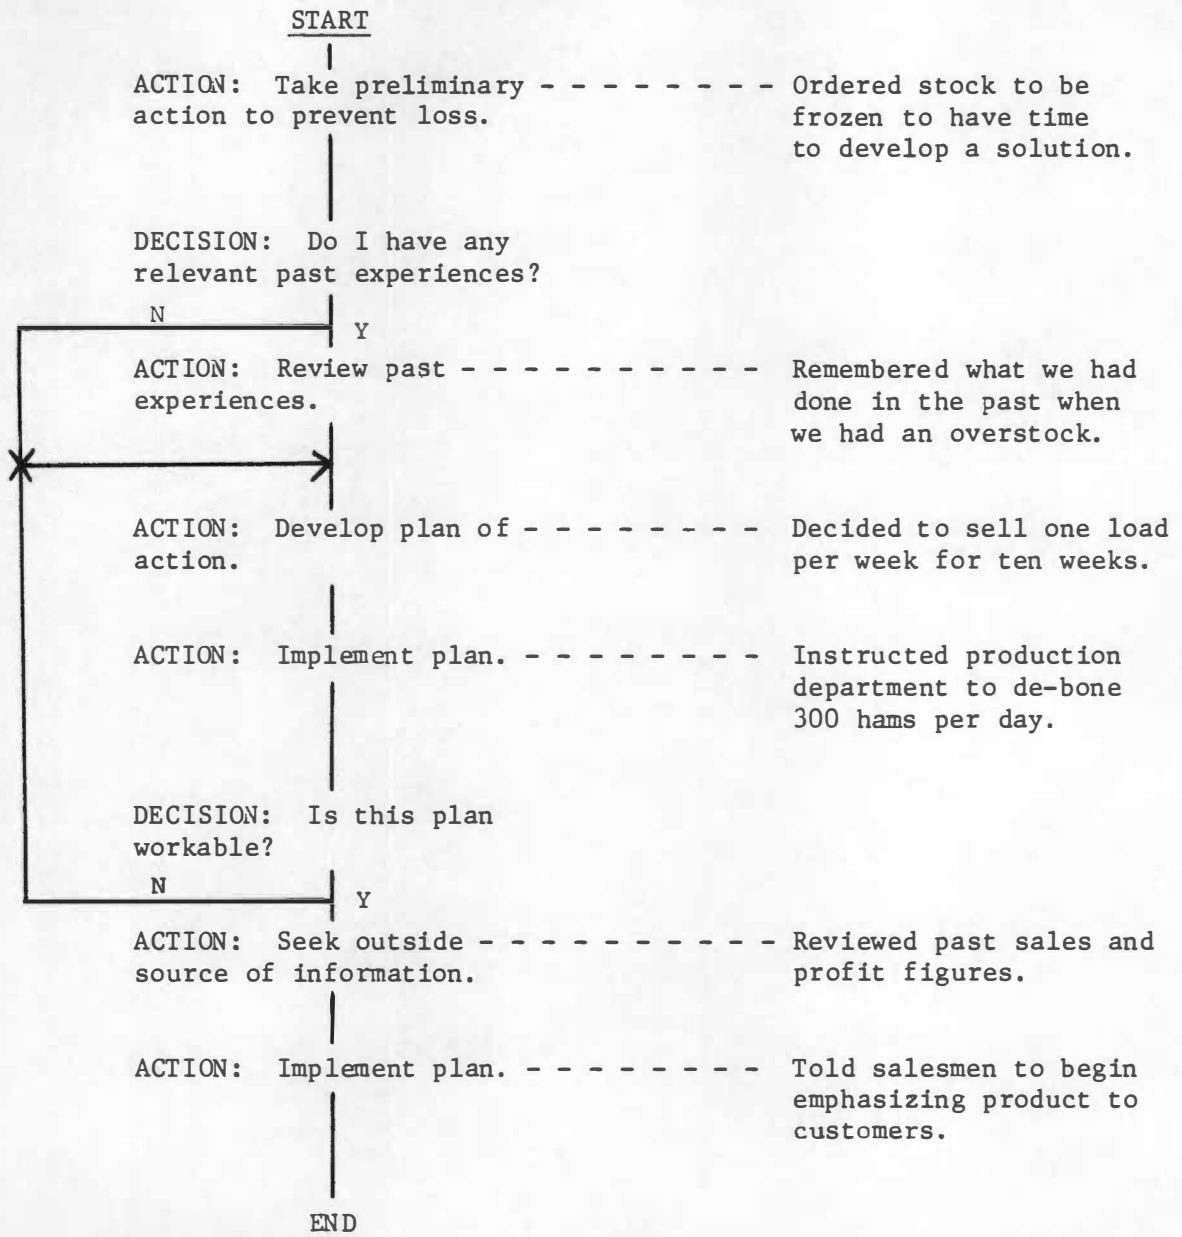 START
ACTION: Take preliminary - - - - - - - - Ordered stock to be
action to prevent loss. frozen to have time
to develop a solution.
DECISION: Do I have any
relevant past experiences?
N
Y
ACTION: Review past - - - - - - - - - - Remembered what we had
experiences. done in the past when
we had an overstock.
ACTION: Develop plan of - - - - - - - - Decided to sell one load
action. per week for ten weeks.
ACTION: Implement plan. - - - - - - - - Instructed production
department to de-bone
300 hams per day.
DECISION: Is this plan
workable?
N
Y
ACTION: Seek outside - - - - - - - - - - Reviewed past sales and
source of information. profit figures.
ACTION: Implement plan. - - - - - - - - Told salesmen to begin
emphasizing product to
customers.
END